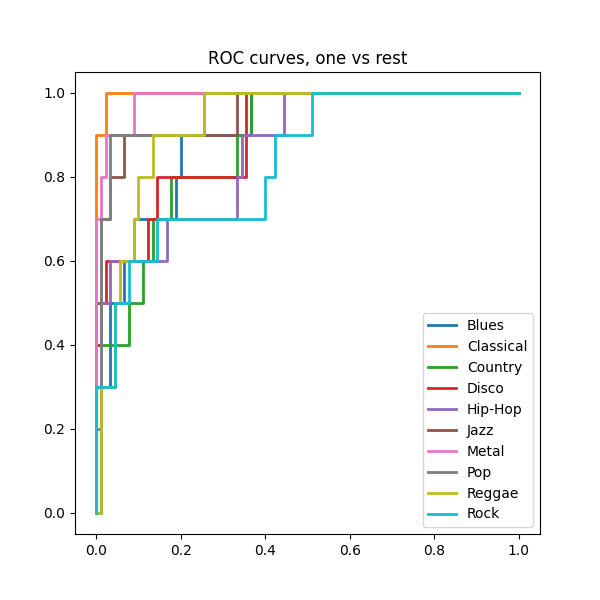 ROC curves, one vs rest
1.0
0.8
0.6
0.4
0.2
0.0
Blues
Classical
Country
Disco
Hip-Hop
Jazz
Metal
Pop
Reggae
Rock
0.0 0.2 0.4 0.6 0.8 1.0